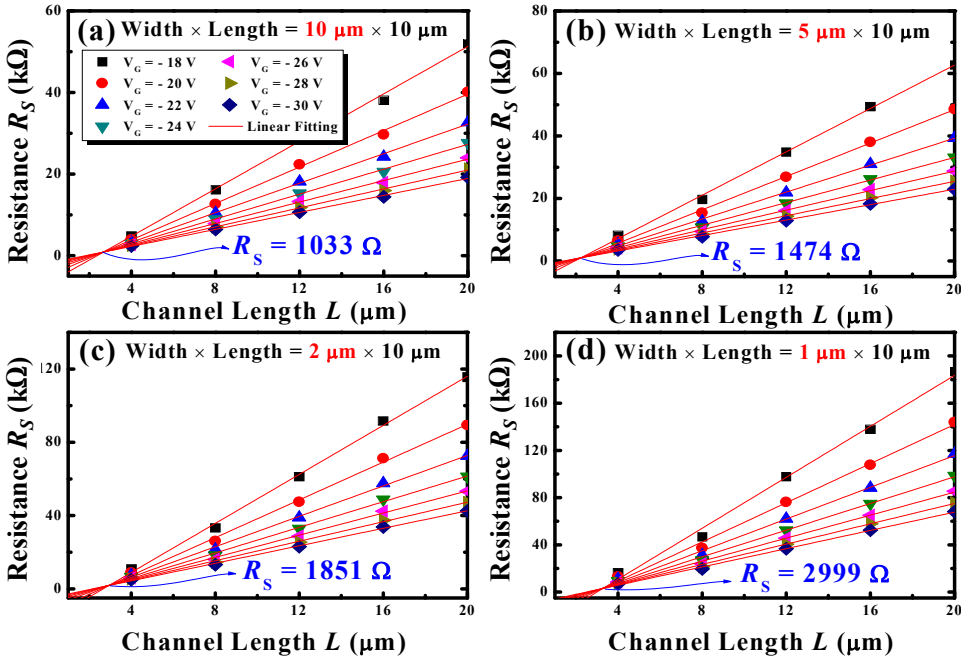 (a) Width × Length = 10 μm × 10 μm
V_G = - 18 V
V_G = - 26 V
V_G = - 20 V
V_G = - 28 V
V_G = - 22 V
V_G = - 30 V
V_G = - 24 V
Linear Fitting
60
40
20
0
Resistance R_S (kΩ)
R_S = 1033 Ω
4 8 12 16 20
Channel Length L (μm)
(b) Width × Length = 5 μm × 10 μm
80
60
40
20
0
Resistance R_S (kΩ)
R_S = 1474 Ω
4 8 12 16 20
Channel Length L (μm)
(c) Width × Length = 2 μm × 10 μm
120
80
40
0
Resistance R_S (kΩ)
R_S = 1851 Ω
4 8 12 16 20
Channel Length L (μm)
(d) Width × Length = 1 μm × 10 μm
200
160
120
80
40
0
Resistance R_S (kΩ)
R_S = 2999 Ω
4 8 12 16 20
Channel Length L (μm)